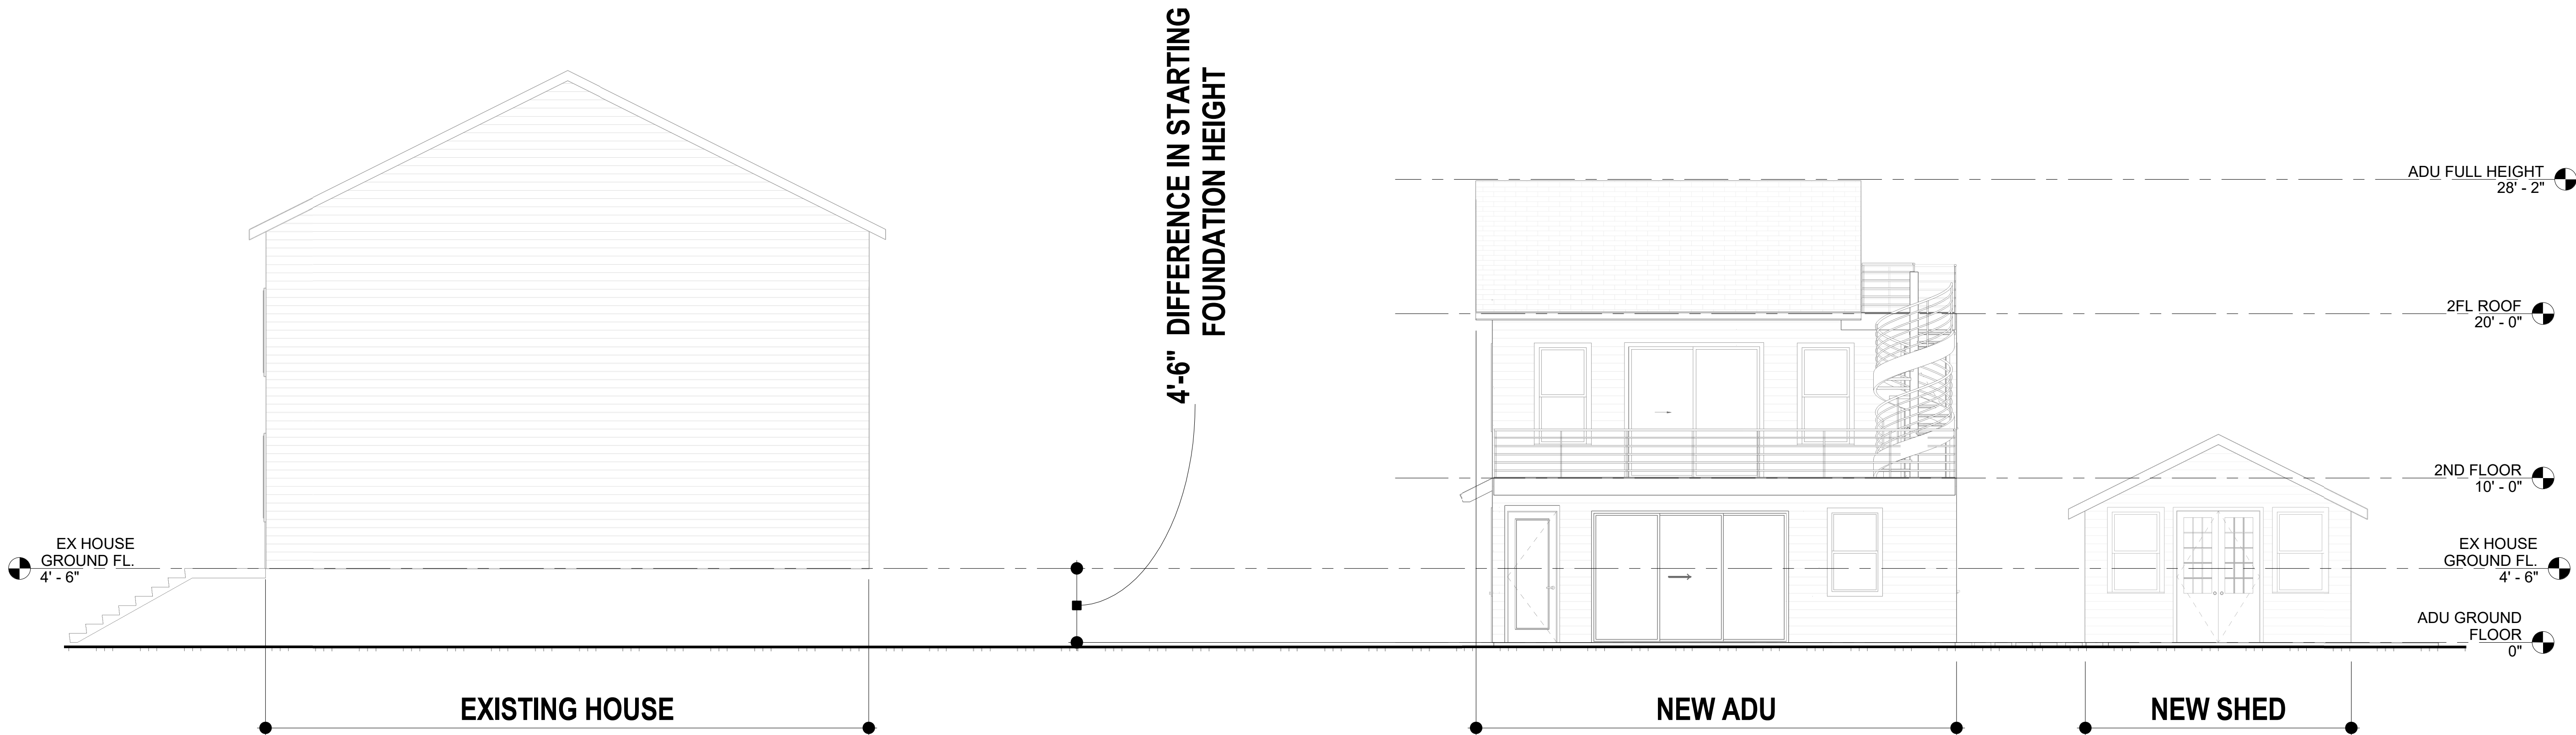 4'-6" DIFFERENCE IN STARTING
FOUNDATION HEIGHT
ADU FULL HEIGHT
28' - 2"
2FL ROOF
20' - 0"
2ND FLOOR
10' - 0"
EX HOUSE
GROUND FL.
4' - 6"
EX HOUSE
GROUND FL.
4' - 6"
ADU GROUND
FLOOR
0"
EXISTING HOUSE
NEW ADU
NEW SHED